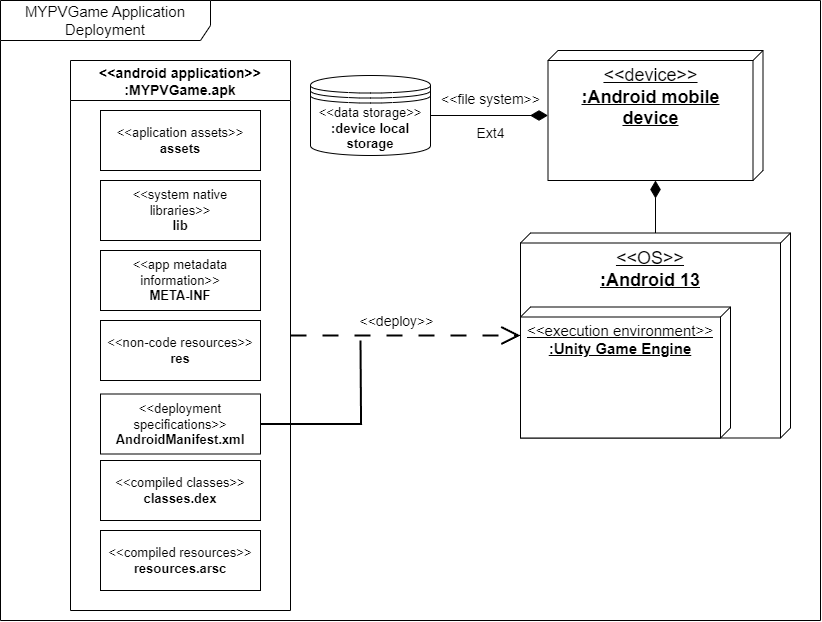 MYPVGame Application
Deployment
<<android application>>
:MYPVGame.apk
<<aplication assets>>
assets
<<system native
libraries>>
lib
<<app metadata
information>>
META-INF
<<non-code resources>>
res
<<deployment
specifications>>
AndroidManifest.xml
<<compiled classes>>
classes.dex
<<compiled resources>>
resources.arsc
<<data storage>>
:device local
storage
<<file system>>
Ext4
<<device>>
:Android mobile
device
<<deploy>>
<<OS>>
:Android 13
<<execution environment>>
:Unity Game Engine